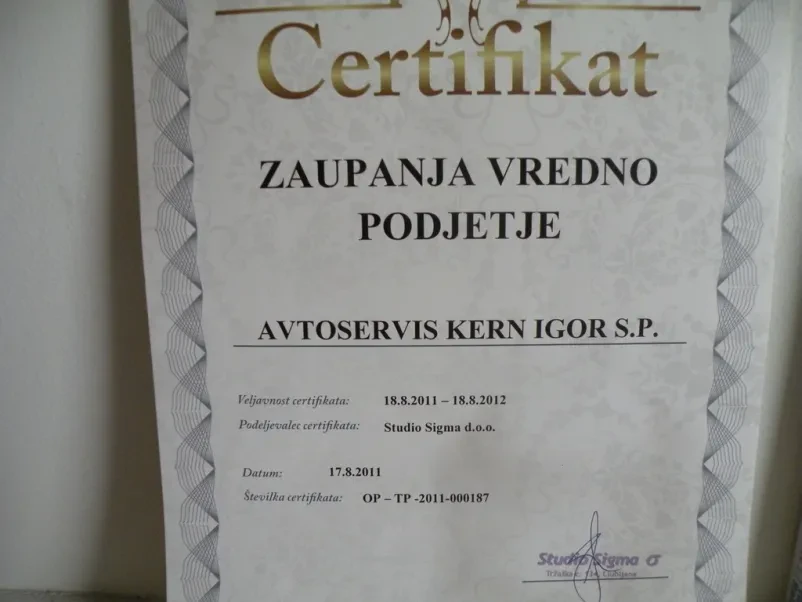 Certifikat
ZAUPANJA VREDNO
PODJETJE
AVTOSERVIS KERN IGOR S.P.
Veljavnost certifikata: 18.8.2011 – 18.8.2012
Podeljevalec certifikata: Studio Sigma d.o.o.
Datum: 17.8.2011
Številka certifikata: OP – TP -2011-000187
Studio Sigma σ
Ljubljana